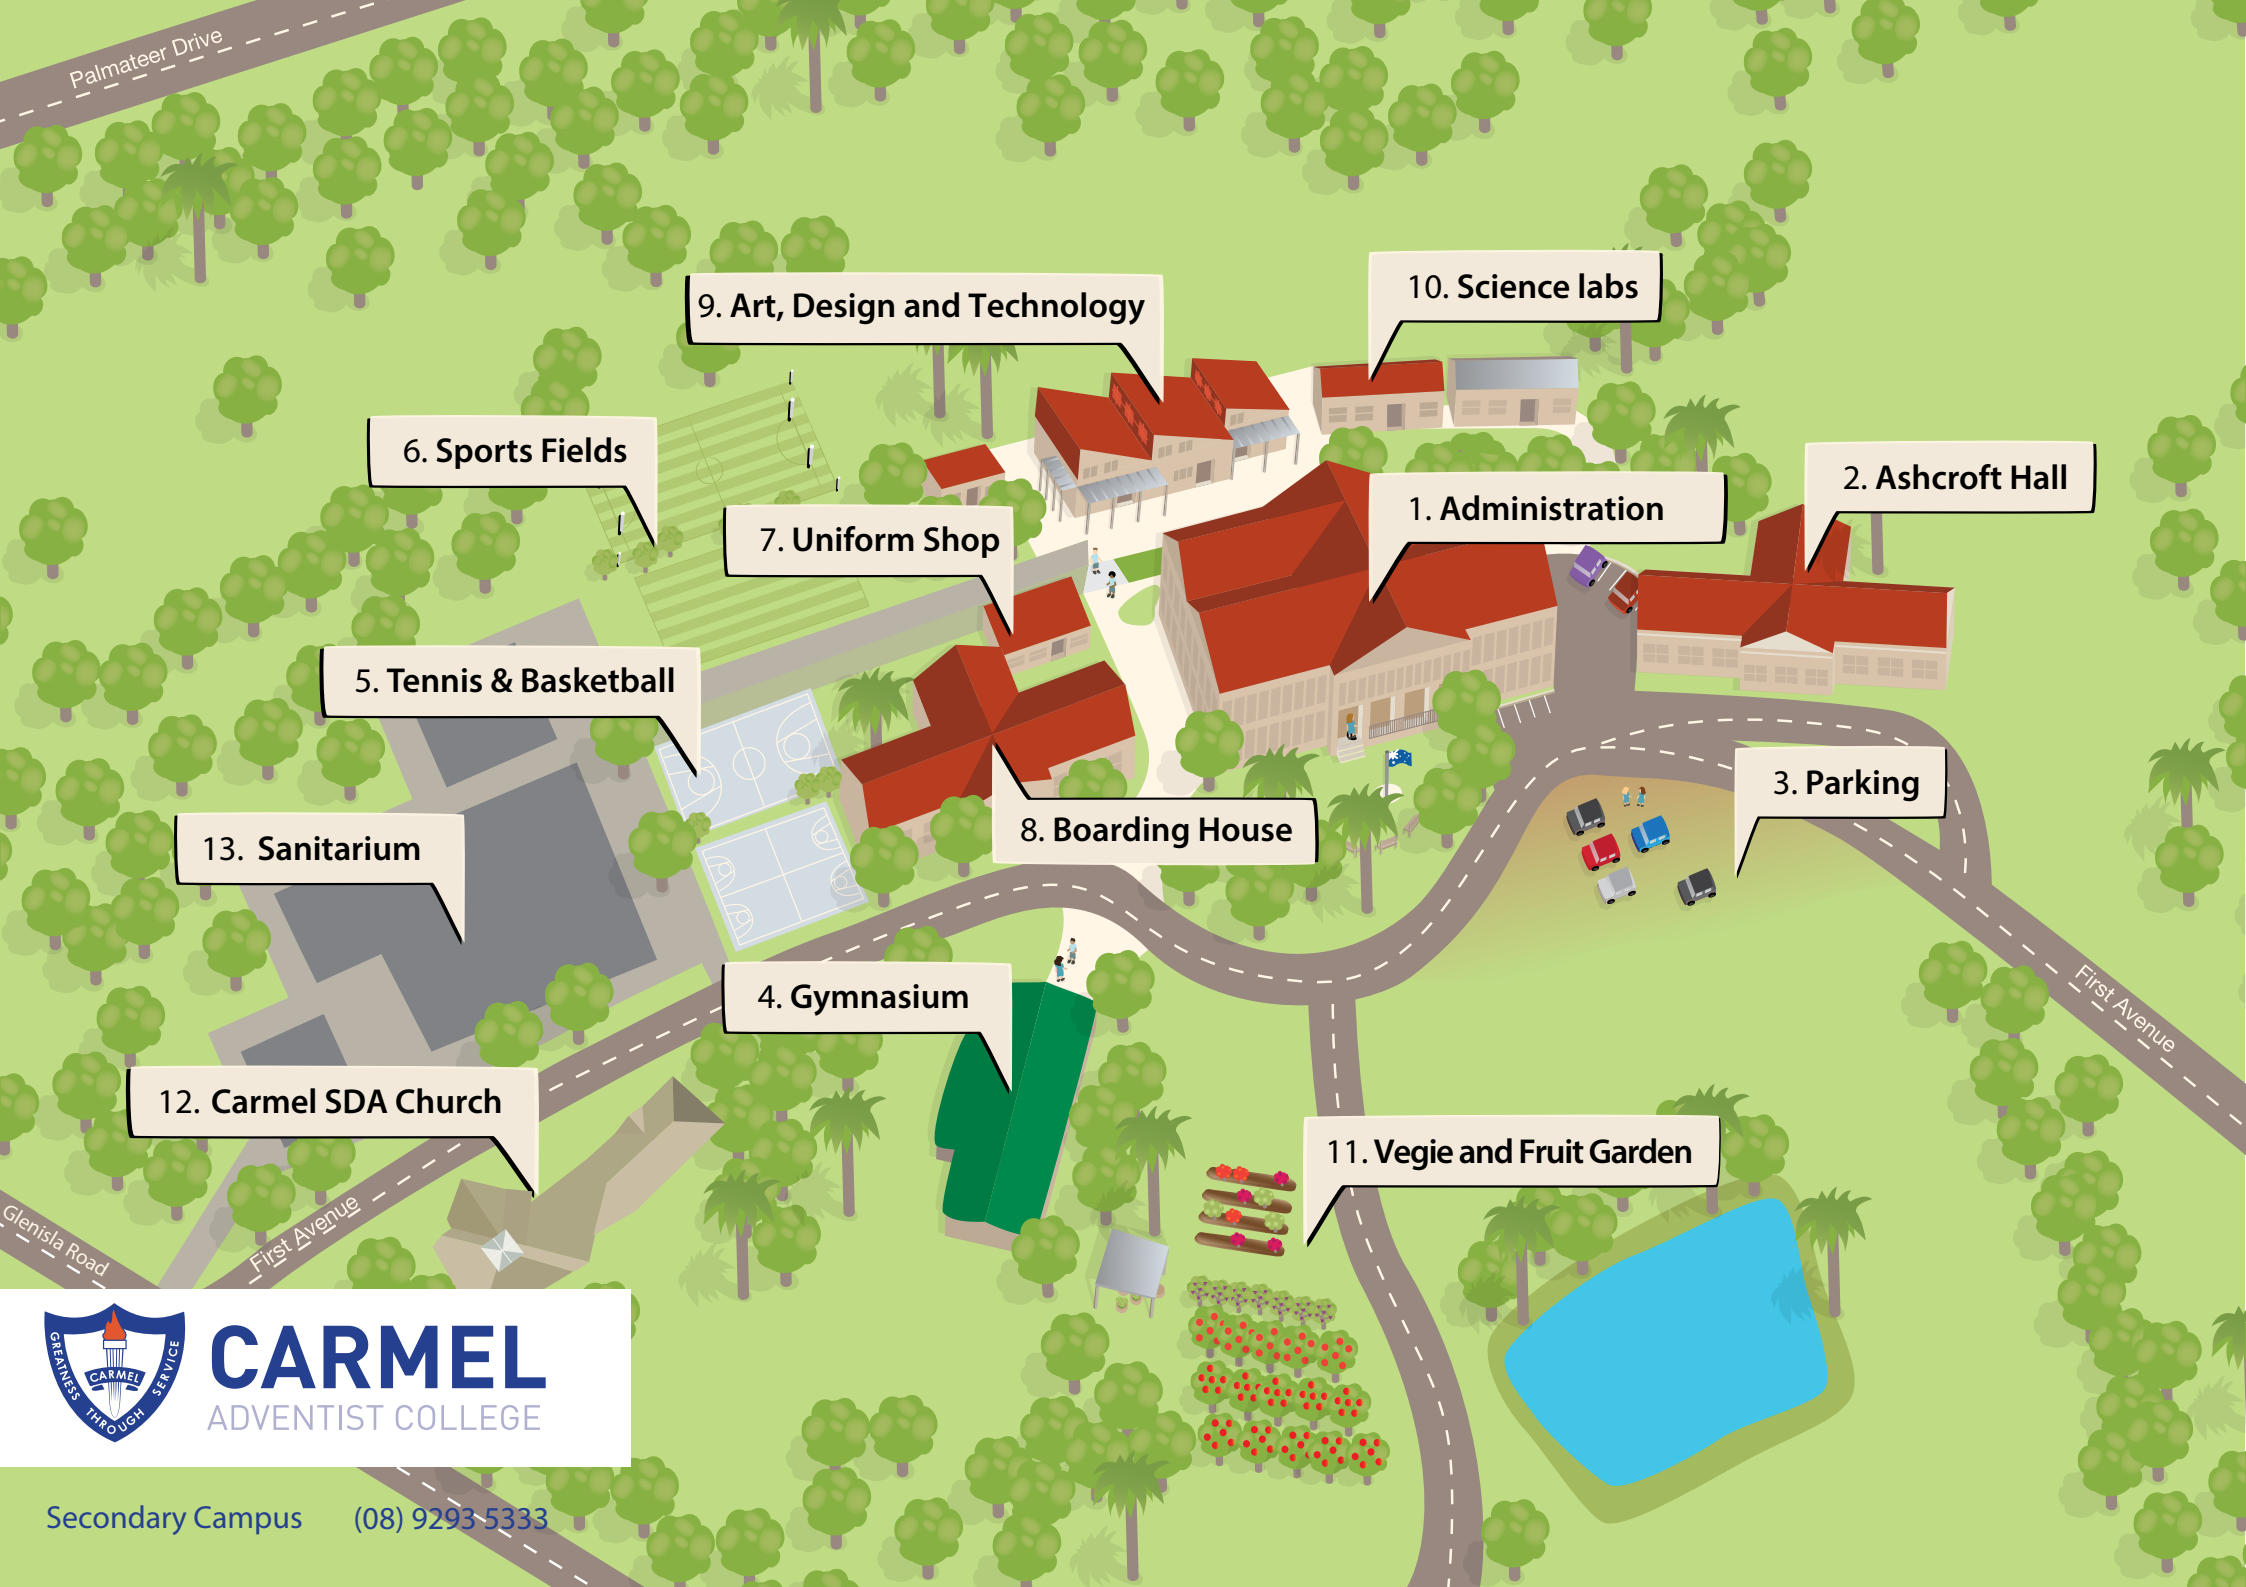 Palmateer Drive
10. Science labs
9. Art, Design and Technology
6. Sports Fields
2. Ashcroft Hall
1. Administration
7. Uniform Shop
5. Tennis & Basketball
3. Parking
8. Boarding House
13. Sanitarium
4. Gymnasium
First Avenue
12. Carmel SDA Church
11. Vegie and Fruit Garden
Glenisla Road
First Avenue
GREATNESS THROUGH SERVICE
CARMEL
CARMEL
ADVENTIST COLLEGE
Secondary Campus (08) 9293 5333